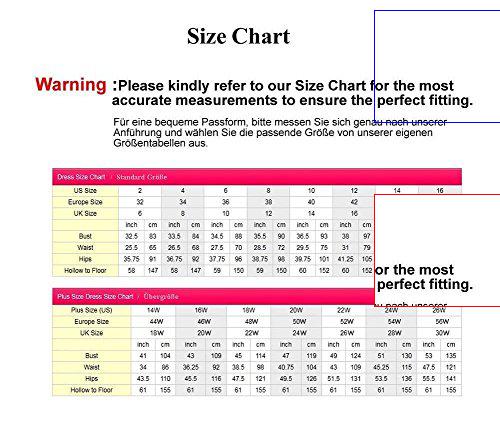 Size Chart
Warning :Please kindly refer to our Size Chart for the most
accurate measurements to ensure the perfect fitting.
Für eine bequeme Passform, bitte messen Sie sich genau nach unserer
Anführung und wählen Sie die passende Größe von unserer eigenen
Größentabellen aus.
Dress Size Chart / Standard Größe
US Size 2 4 6 8 10 12 14 16
Europe Size 32 34 36 38 40 42
UK Size 6 8 10 12 14 16
inch cm inch cm inch cm inch cm inch cm inch cm
Bust 32.5 83 33.5 84 34.5 88 35.5 90 36.5 93 38 97
Waist 25.5 65 26.5 68 27.5 70 28.5 72 29.5 75 31 79
Hips 35.75 91 36.75 92 37.75 96 38.75 98 39.75 101 41.25 105
Hollow to Floor 58 147 58 147 59 150 59 150 60 152 60 152
or the most
perfect fitting.
nach unserer
Plus Size Dress Size Chart / Übergröße
Plus Size (US) 14W 16W 18W 20W 22W 24W 26W
Europe Size 44W 46W 48W 50W 52W 54W 56W
UK Size 18W 20W 22W 24W 26W 28W 30W
inch cm inch cm inch cm inch cm inch cm inch cm inch cm
Bust 41 104 43 109 45 114 47 119 49 124 51 130 53 135
Waist 34 86 36.25 92 38.5 98 40.75 104 43 109 45.25 115 47.5 121
Hips 43.5 110 45.5 116 47.5 121 49.5 126 51.5 131 53.5 136 55.5 141
Hollow to Floor 61 155 61 155 61 155 61 155 61 155 61 155 61 155